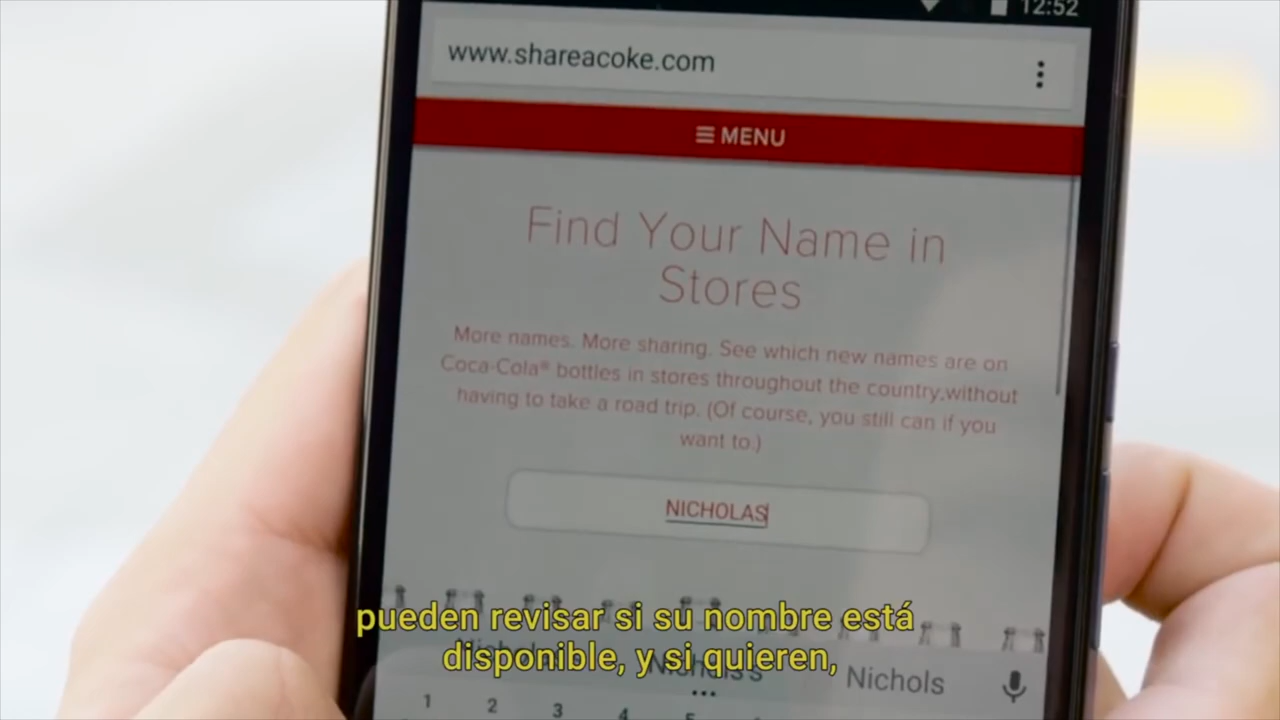 12:52
www.shareacoke.com
MENU
Find Your Name in
Stores
More names. More sharing. See which new names are on
Coca-Cola® bottles in stores throughout the country,without
having to take a road trip. (Of course, you still can if you
want to.)
NICHOLAS
pueden revisar si su nombre está
disponible, y si quieren,
Nichols
1 2 3 4 5